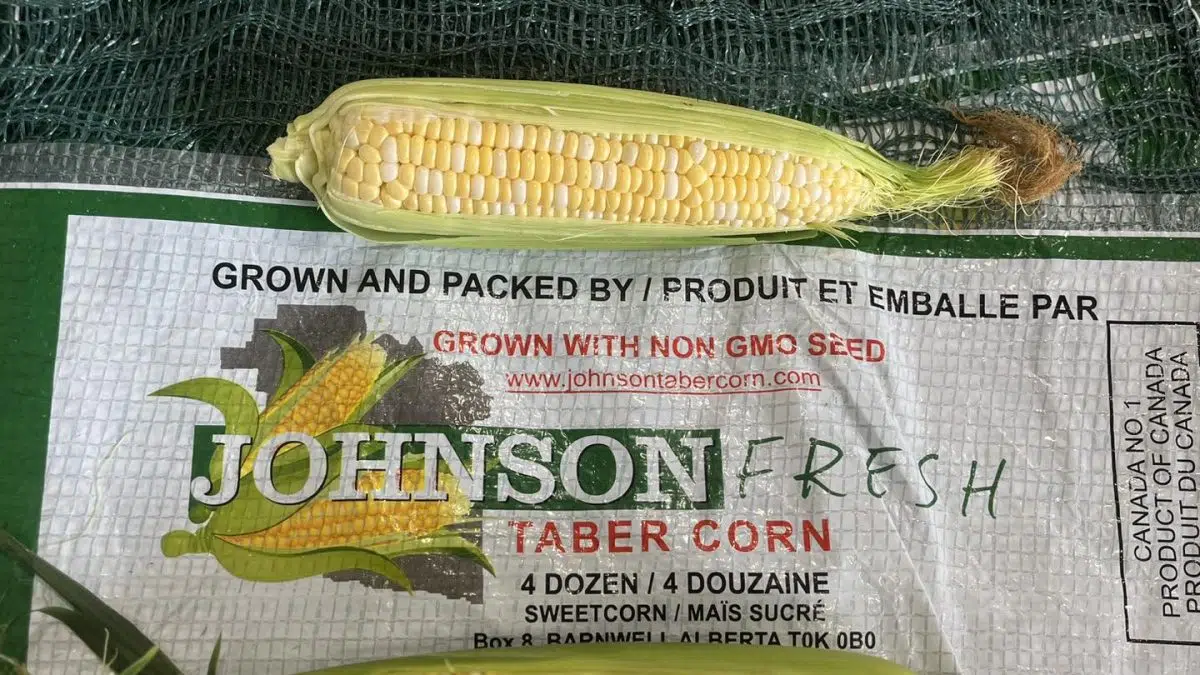 GROWN AND PACKED BY / PRODUIT ET EMBALLE PAR
GROWN WITH NON GMO SEED
www.johnsontabercorn.com
JOHNSON FRESH
TABER CORN
4 DOZEN / 4 DOUZAINE
SWEETCORN / MAÏS SUCRÉ
Box 8, BARNWELL ALBERTA T0K 0B0
CANADA NO 1
PRODUCT OF CANADA
PRODUIT DU CANADA